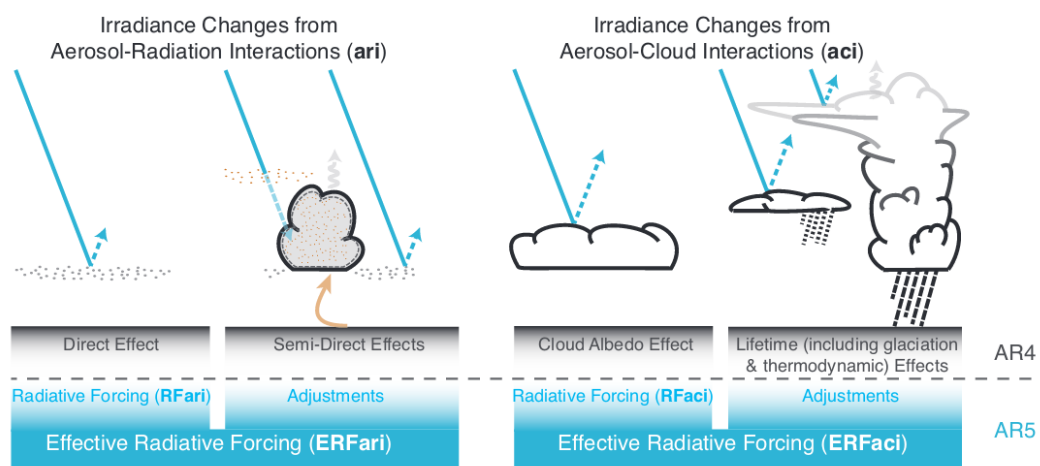 Irradiance Changes from
Aerosol-Radiation Interactions (ari)
Irradiance Changes from
Aerosol-Cloud Interactions (aci)
Direct Effect
Semi-Direct Effects
Cloud Albedo Effect
Lifetime (including glaciation
& thermodynamic) Effects
AR4
Radiative Forcing (RFari)
Adjustments
Radiative Forcing (RFaci)
Adjustments
AR5
Effective Radiative Forcing (ERFari)
Effective Radiative Forcing (ERFaci)